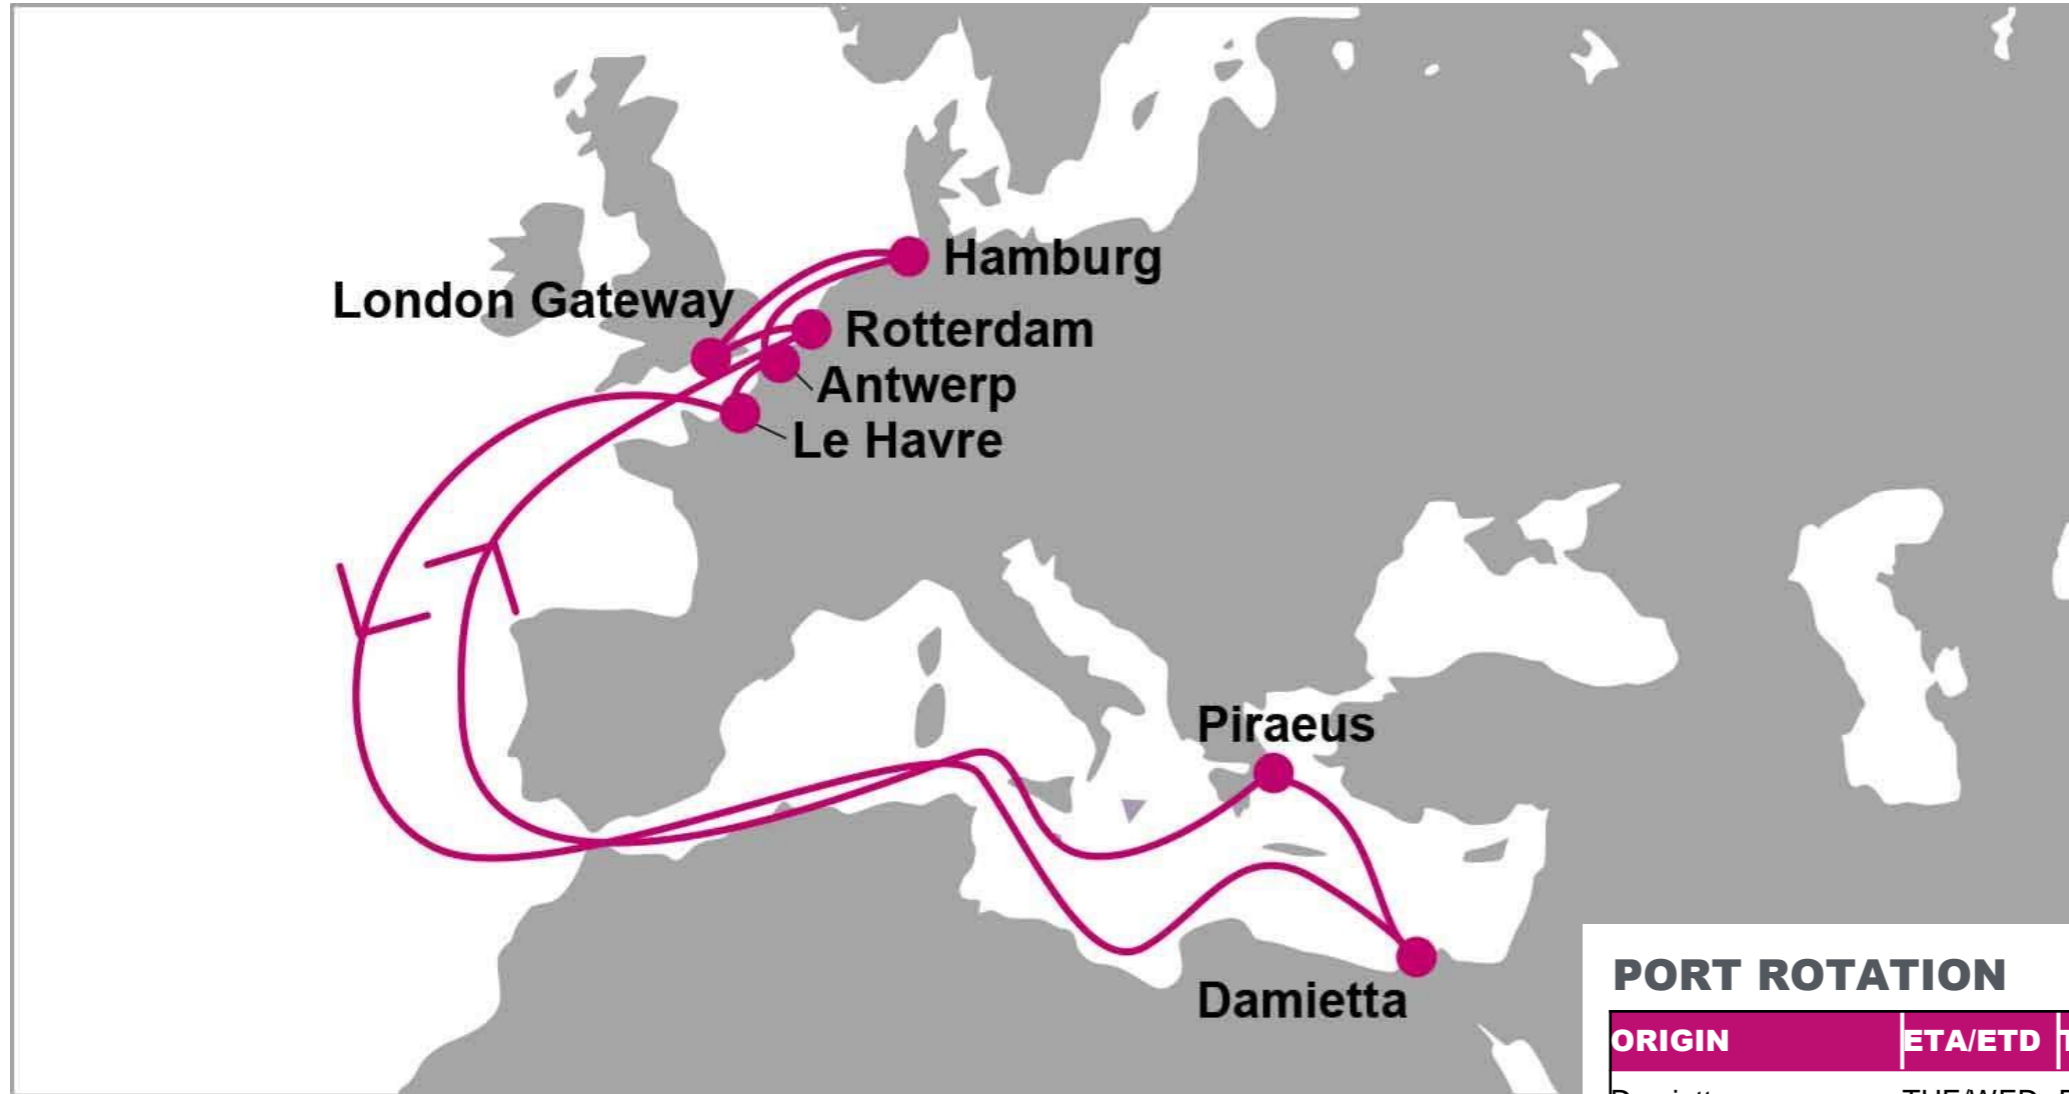 Hamburg
London Gateway
Rotterdam
Antwerp
Le Havre
Piraeus
Damietta
PORT ROTATION
ORIGIN ETA/ETD